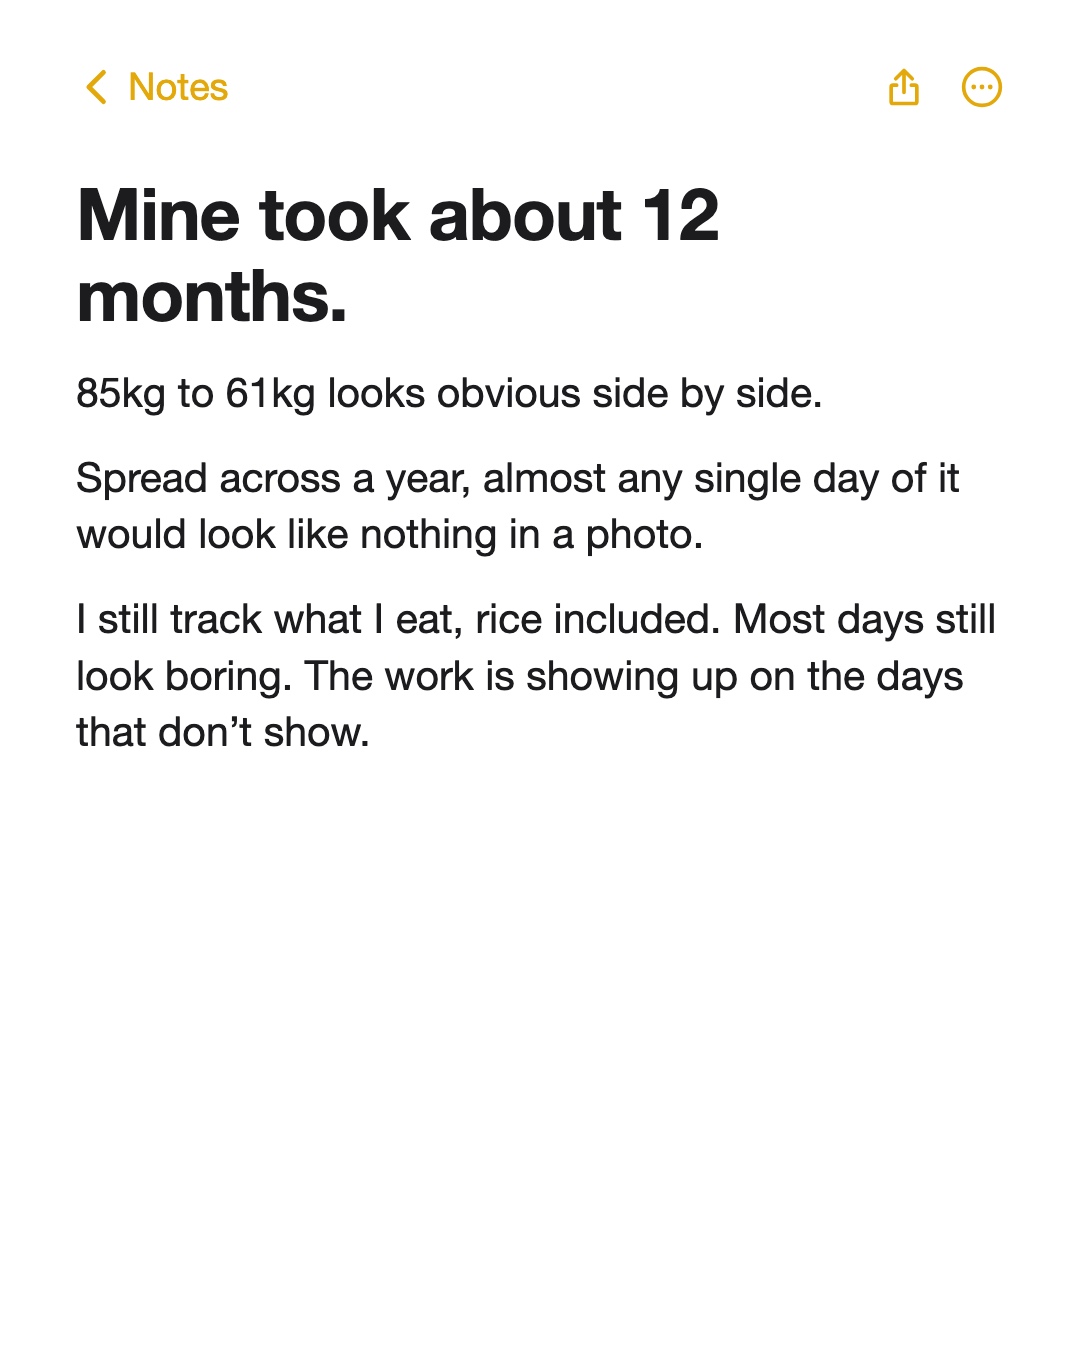 Notes
Mine took about 12
months.
85kg to 61kg looks obvious side by side.
Spread across a year, almost any single day of it
would look like nothing in a photo.
I still track what I eat, rice included. Most days still
look boring. The work is showing up on the days
that don’t show.